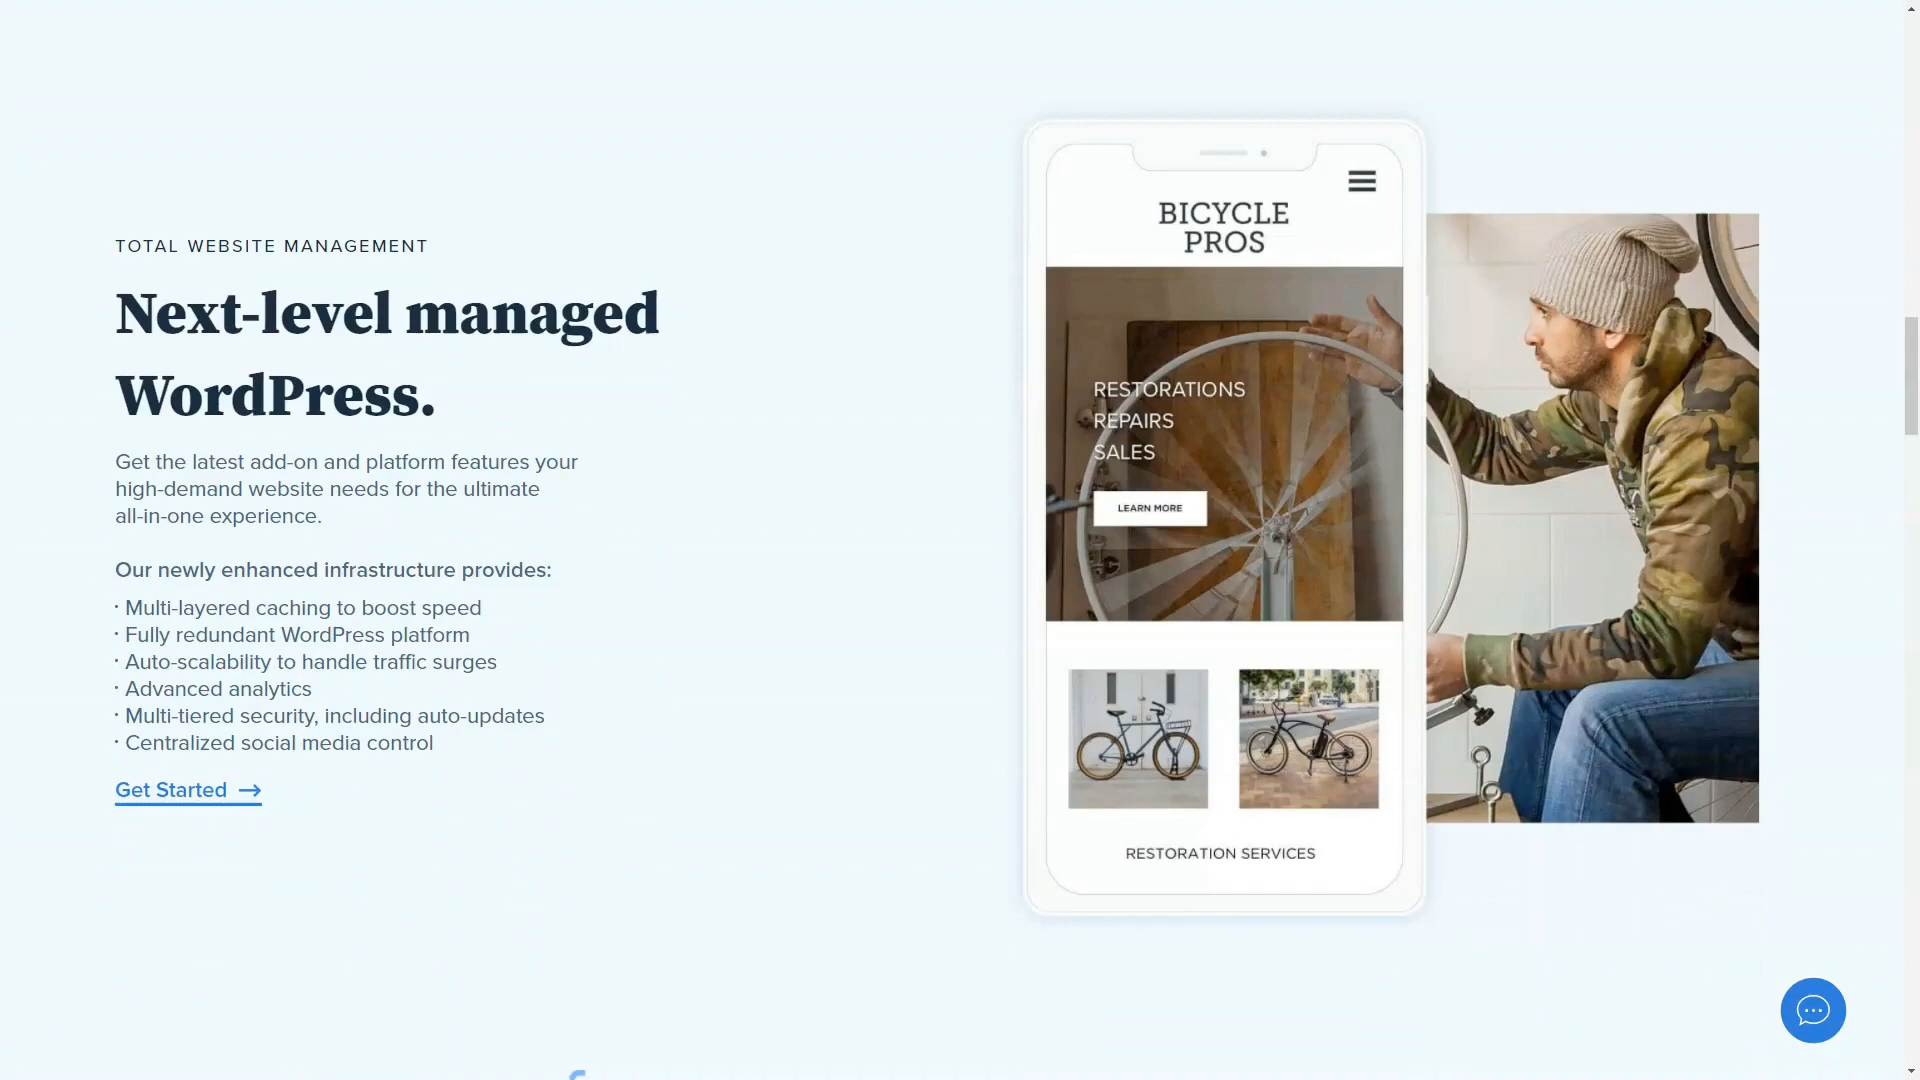 TOTAL WEBSITE MANAGEMENT
Next-level managed
WordPress.
Get the latest add-on and platform features your
high-demand website needs for the ultimate
all-in-one experience.
Our newly enhanced infrastructure provides:
· Multi-layered caching to boost speed
· Fully redundant WordPress platform
· Auto-scalability to handle traffic surges
· Advanced analytics
· Multi-tiered security, including auto-updates
· Centralized social media control
Get Started →
BICYCLE
PROS
RESTORATIONS
REPAIRS
SALES
LEARN MORE
RESTORATION SERVICES